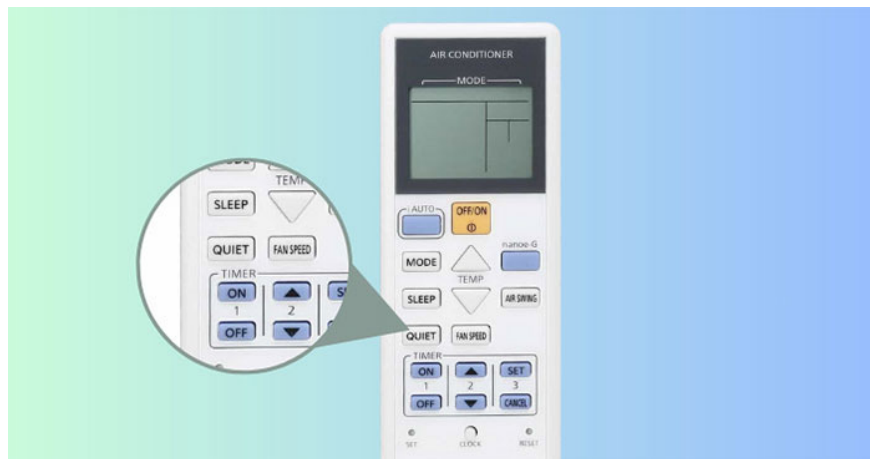 AIR CONDITIONER
MODE
AUTO
OFF/ON
nanoe-G
MODE
TEMP
SLEEP
AIR SWING
QUIET
FAN SPEED
TIMER
ON
SET
1 2 3
OFF
CANCEL
SET
CLOCK
RESET
TEMP
SLEEP
QUIET
FAN SPEED
TIMER
ON
1 2
OFF